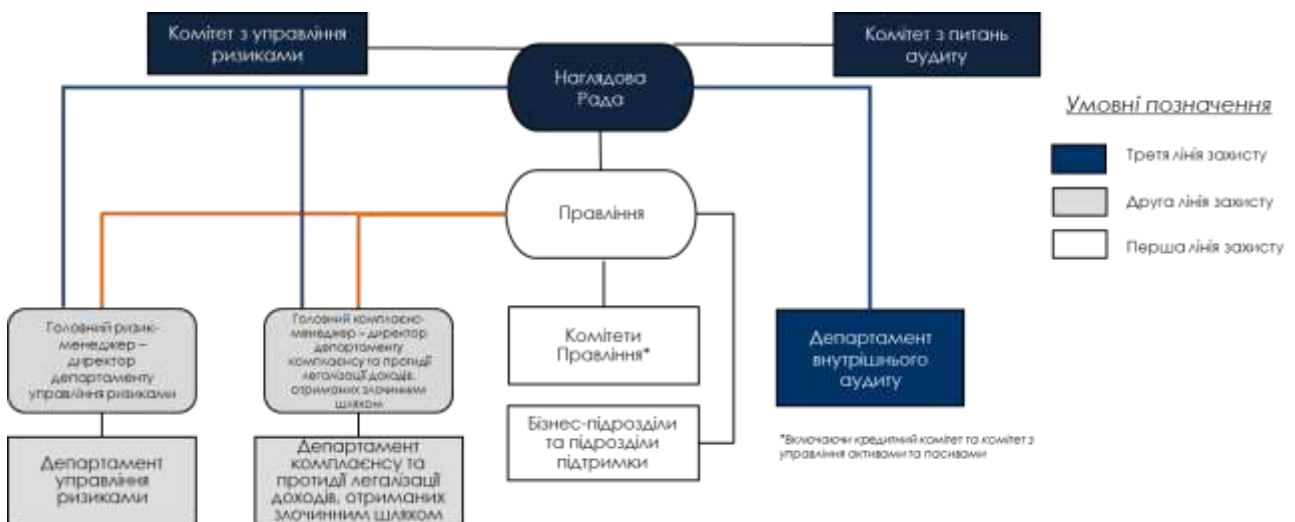 Комітет з управління
ризиками
Комітет з питань
аудиту
Наглядова
Рада
Умовні позначення
Третя лінія захисту
Друга лінія захисту
Перша лінія захисту
Правління
Головний ризик-
менеджер –
директор
департаменту
управління ризиками
Головний комплаєнс-
менеджер – директор
департаменту
комплаєнсу та протидії
легалізації доходів,
отриманих злочинним
шляхом
Комітети
Правління*
Департамент
внутрішнього
аудиту
Бізнес-підрозділи
та підрозділи
підтримки
*Включаючи кредитний комітет та комітет з
управління активами та пасивами
Департамент
управління
ризиками
Департамент
комплаєнсу та
протидії легалізації
доходів, отриманих
злочинним шляхом